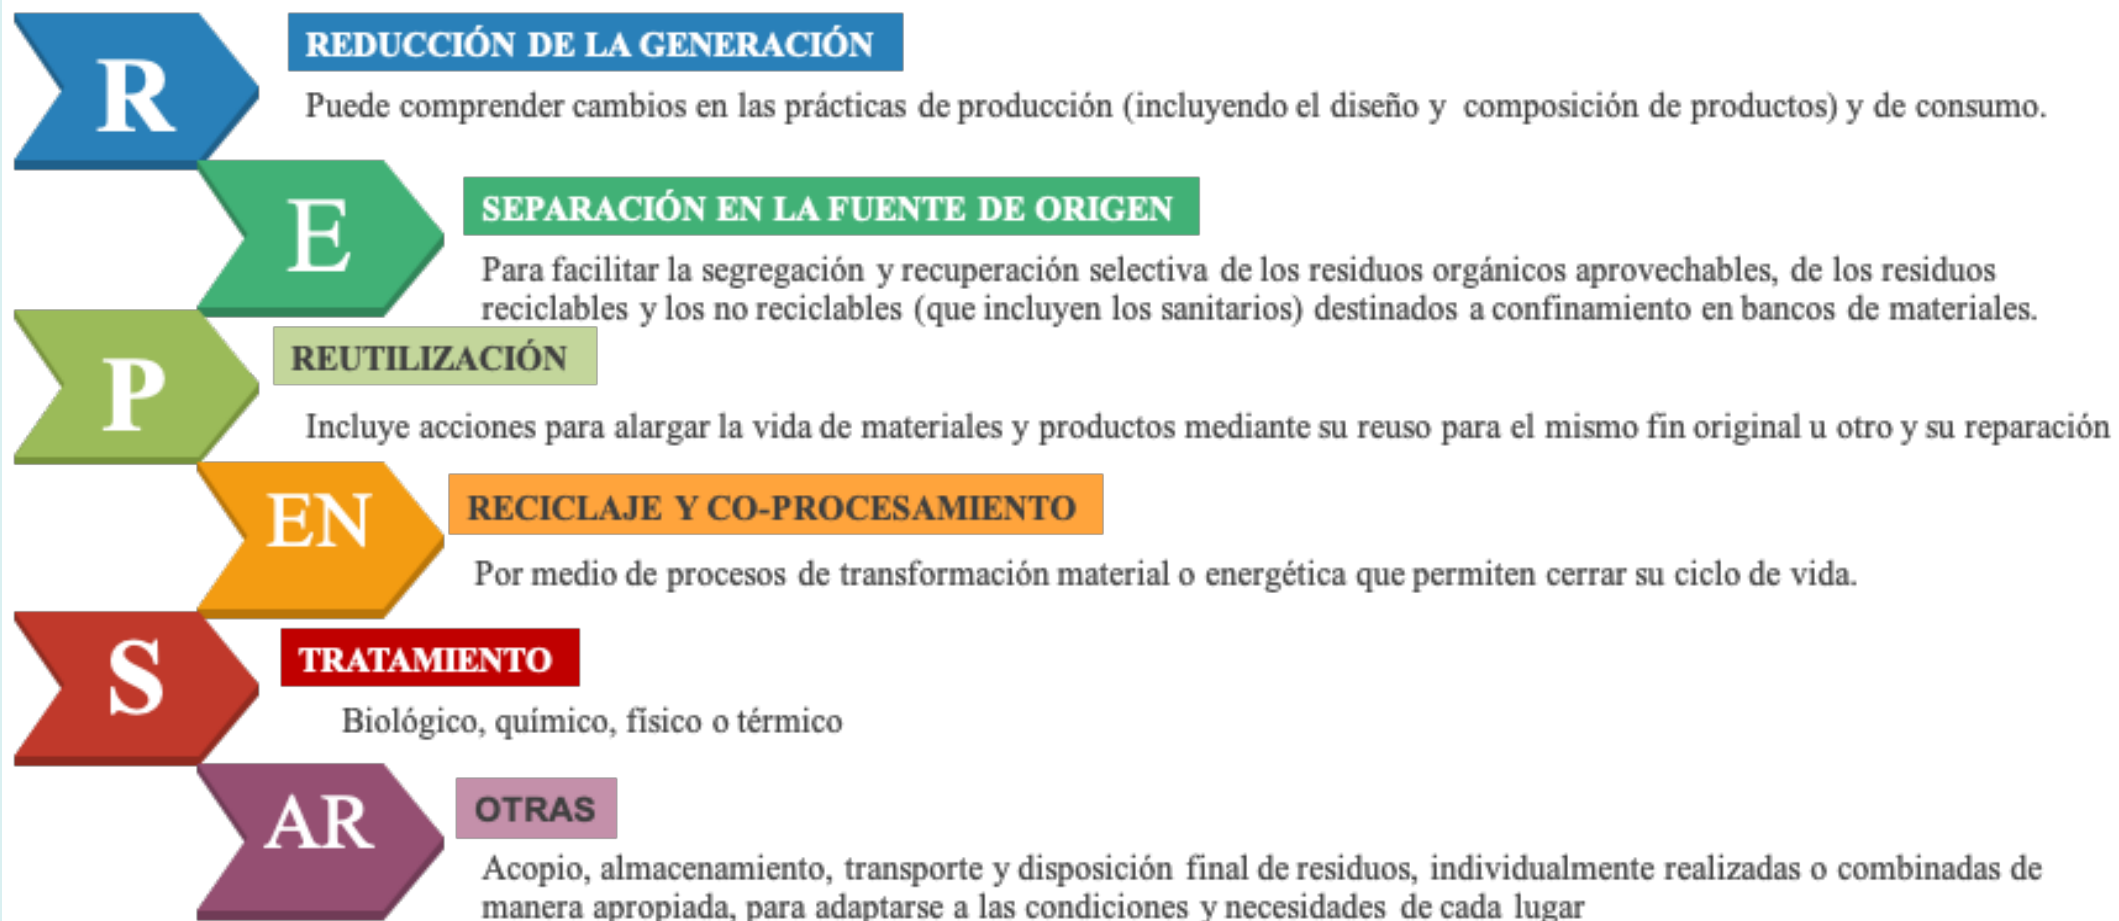 R
REDUCCIÓN DE LA GENERACIÓN
Puede comprender cambios en las prácticas de producción (incluyendo el diseño y composición de productos) y de consumo.
E
SEPARACIÓN EN LA FUENTE DE ORIGEN
Para facilitar la segregación y recuperación selectiva de los residuos orgánicos aprovechables, de los residuos
reciclables y los no reciclables (que incluyen los sanitarios) destinados a confinamiento en bancos de materiales.
P
REUTILIZACIÓN
Incluye acciones para alargar la vida de materiales y productos mediante su reuso para el mismo fin original u otro y su reparación
EN
RECICLAJE Y CO-PROCESAMIENTO
Por medio de procesos de transformación material o energética que permiten cerrar su ciclo de vida.
S
TRATAMIENTO
Biológico, químico, físico o térmico
AR
OTRAS
Acopio, almacenamiento, transporte y disposición final de residuos, individualmente realizadas o combinadas de
manera apropiada, para adaptarse a las condiciones y necesidades de cada lugar